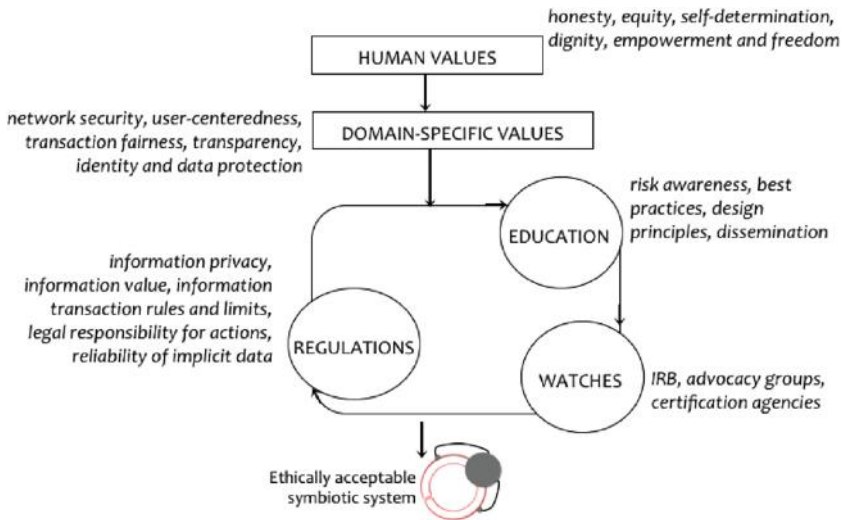 honesty, equity, self-determination,
dignity, empowerment and freedom
HUMAN VALUES
network security, user-centeredness,
transaction fairness, transparency,
identity and data protection
DOMAIN-SPECIFIC VALUES
risk awareness, best
practices, design
principles, dissemination
EDUCATION
information privacy,
information value, information
transaction rules and limits,
legal responsibility for actions,
reliability of implicit data
REGULATIONS
WATCHES
IRB, advocacy groups,
certification agencies
Ethically acceptable
symbiotic system